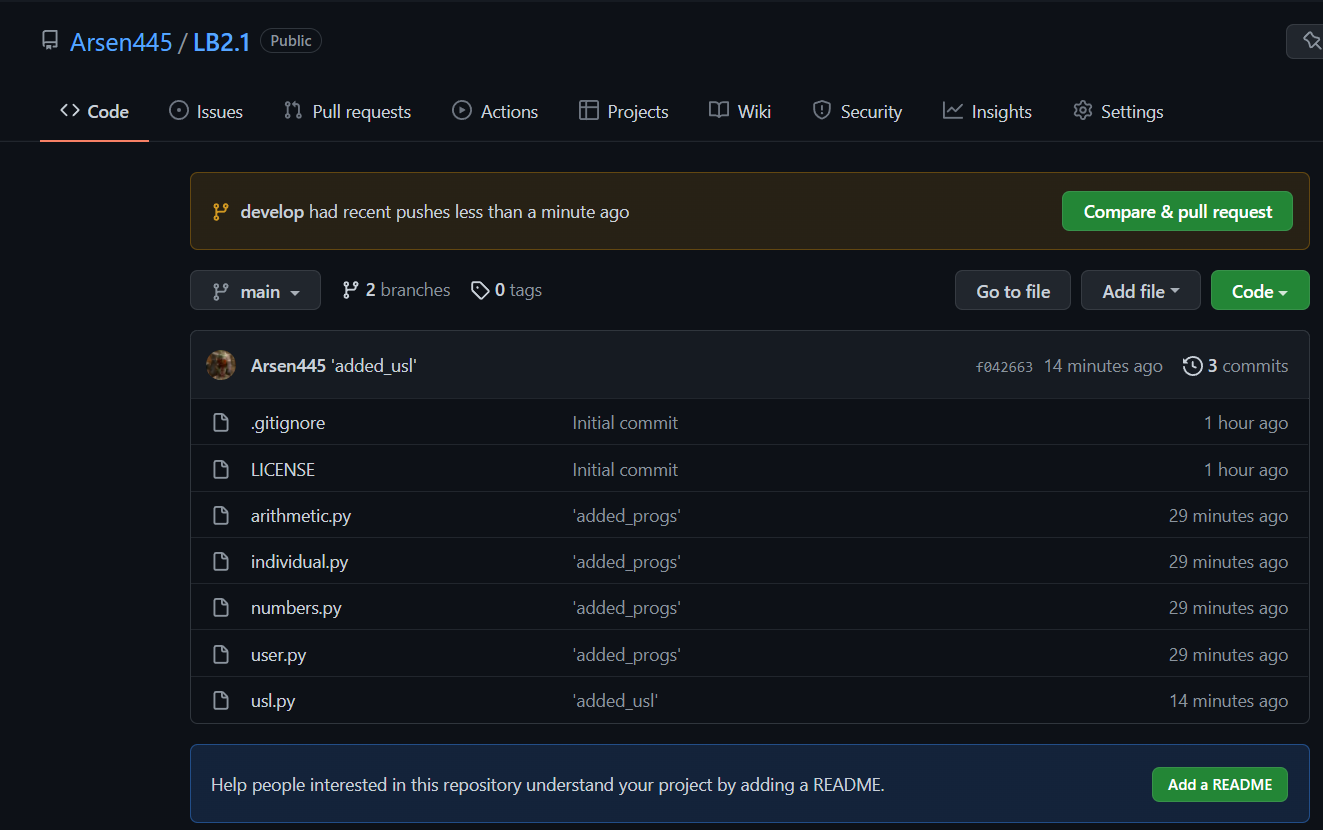 Arsen445 / LB2.1 Public
Code Issues Pull requests Actions Projects Wiki Security Insights Settings
develop had recent pushes less than a minute ago Compare & pull request
main 2 branches 0 tags Go to file Add file Code
Arsen445 'added_usl' f042663 14 minutes ago 3 commits
.gitignore Initial commit 1 hour ago
LICENSE Initial commit 1 hour ago
arithmetic.py 'added_progs' 29 minutes ago
individual.py 'added_progs' 29 minutes ago
numbers.py 'added_progs' 29 minutes ago
user.py 'added_progs' 29 minutes ago
usl.py 'added_usl' 14 minutes ago
Help people interested in this repository understand your project by adding a README. Add a README